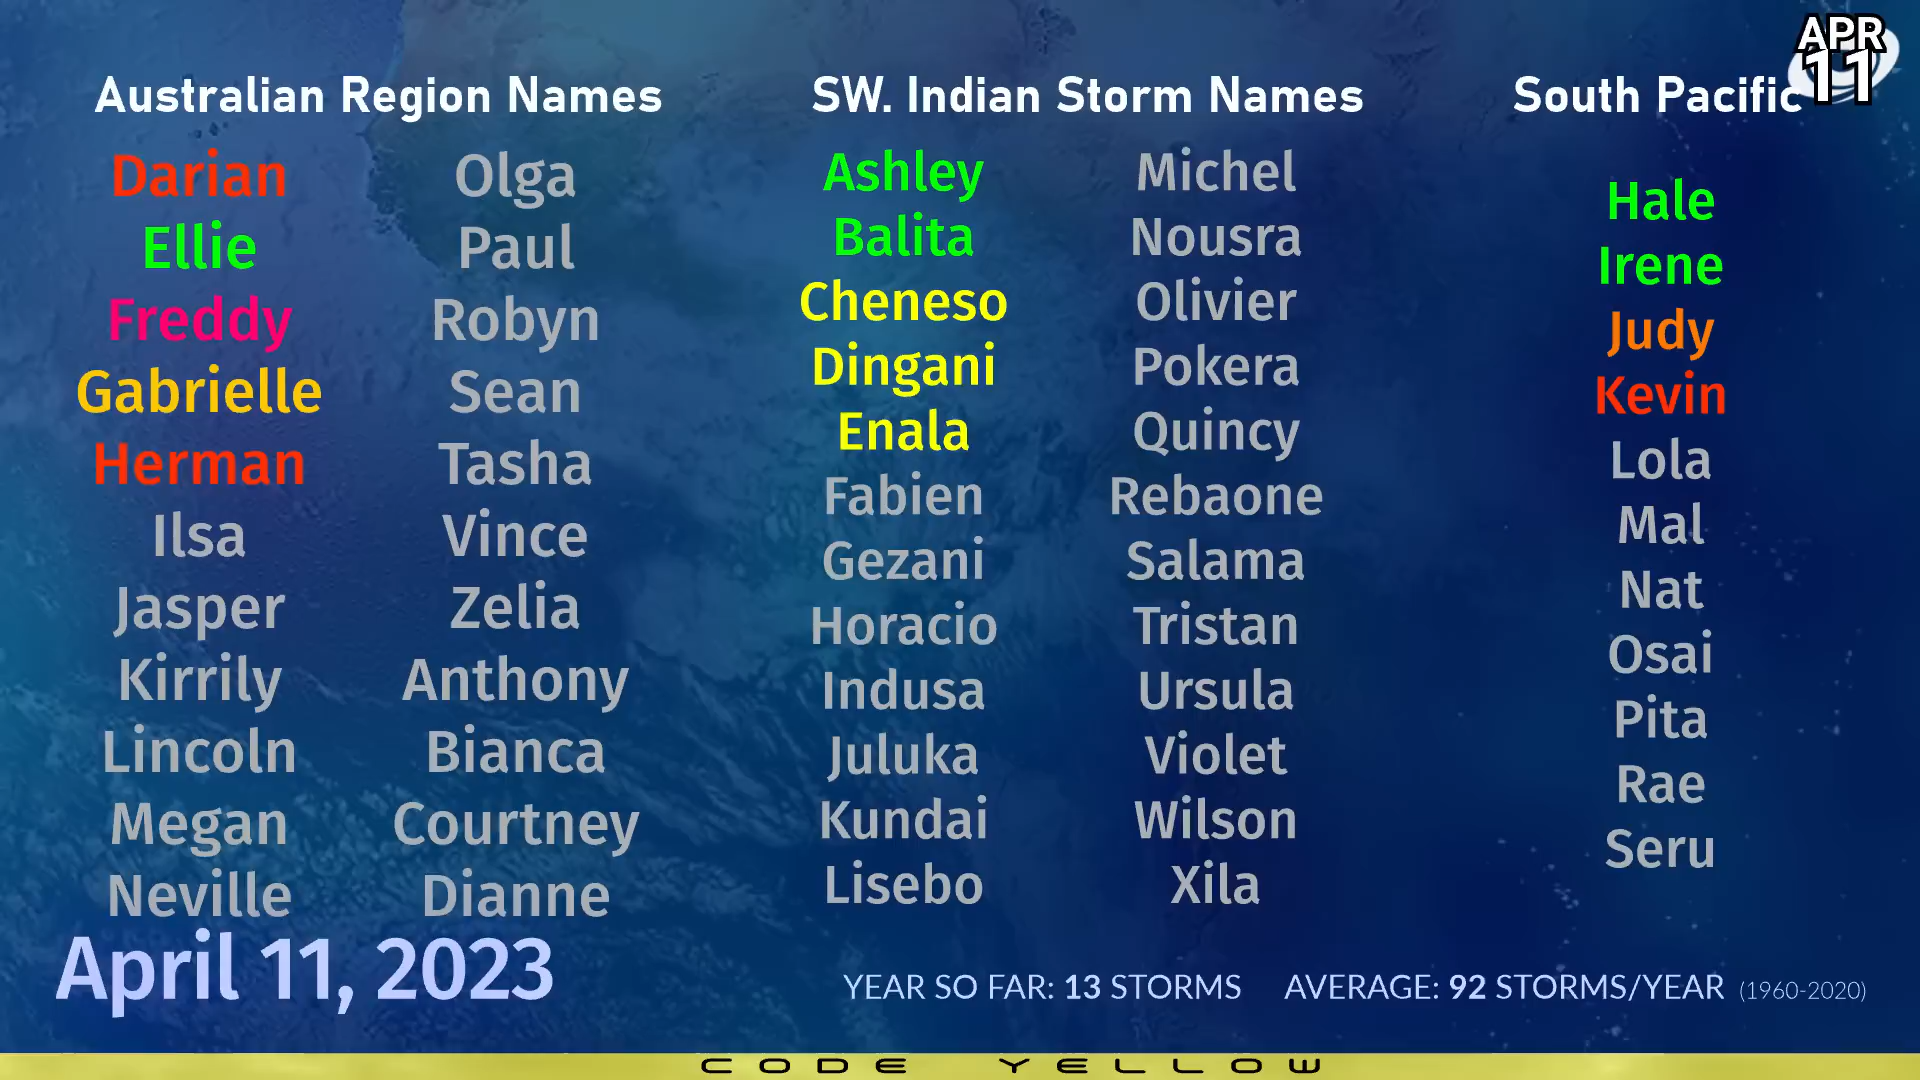 APR
11
Australian Region Names
Darian
Ellie
Freddy
Gabrielle
Herman
Ilsa
Jasper
Kirrily
Lincoln
Megan
Neville
Olga
Paul
Robyn
Sean
Tasha
Vince
Zelia
Anthony
Bianca
Courtney
Dianne
SW. Indian Storm Names
Ashley
Balita
Cheneso
Dingani
Enala
Fabien
Gezani
Horacio
Indusa
Juluka
Kundai
Lisebo
Michel
Nousra
Olivier
Pokera
Quincy
Rebaone
Salama
Tristan
Ursula
Violet
Wilson
Xila
South Pacific
Hale
Irene
Judy
Kevin
Lola
Mal
Nat
Osai
Pita
Rae
Seru
April 11, 2023
YEAR SO FAR: 13 STORMS AVERAGE: 92 STORMS/YEAR (1960-2020)
CODE YELLOW